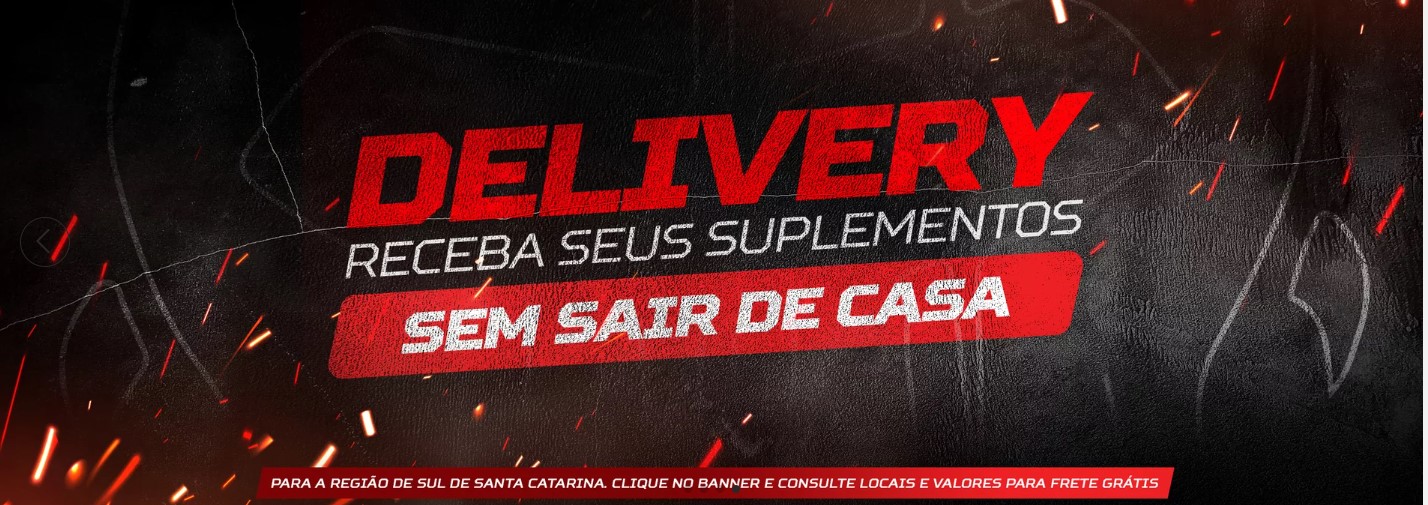 DELIVERY
RECEBA SEUS SUPLEMENTOS
SEM SAIR DE CASA
PARA A REGIÃO DE SUL DE SANTA CATARINA. CLIQUE NO BANNER E CONSULTE LOCAIS E VALORES PARA FRETE GRÁTIS